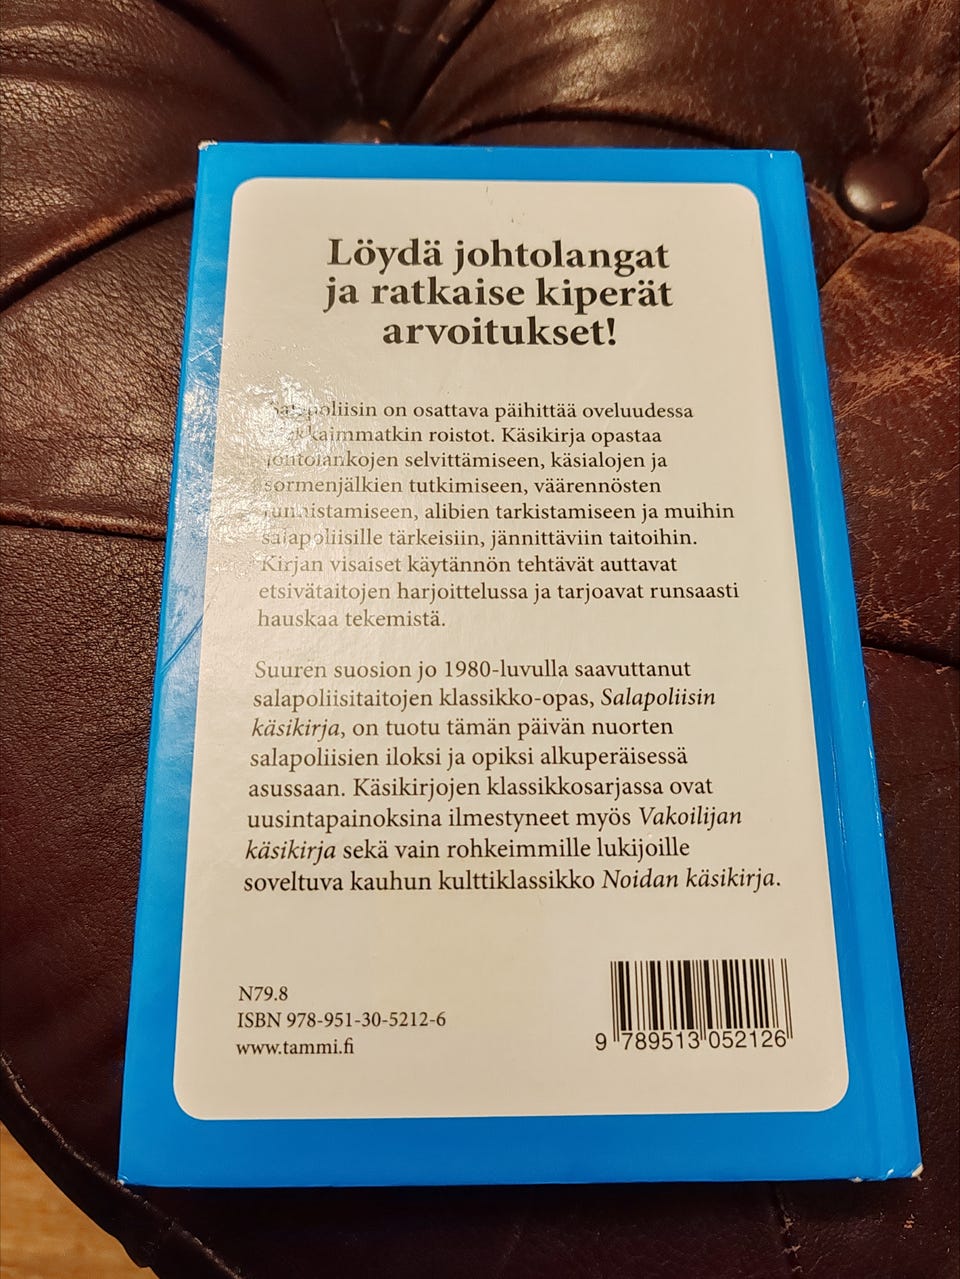 Löydä johtolangat
ja ratkaise kiperät
arvoitukset!
Salapoliisin on osattava päihittää oveluudessa
roistot. Käsikirja opastaa
johtolankojen selvittämiseen, käsialojen ja
sormenjälkien tutkimiseen, väärennösten
tunnistamiseen, alibien tarkistamiseen ja muihin
salapoliisille tärkeisiin, jännittäviin taitoihin.
Kirjan visaiset käytännön tehtävät auttavat
etsivätaitojen harjoittelussa ja tarjoavat runsaasti
hauskaa tekemistä.
Suuren suosion jo 1980-luvulla saavuttanut
salapoliisitaitojen klassikko-opas, Salapoliisin
käsikirja, on tuotu tämän päivän nuorten
salapoliisien iloksi ja opiksi alkuperäisessä
asussaan. Käsikirjojen klassikkosarjassa ovat
uusintapainoksina ilmestyneet myös Vakoilijan
käsikirja sekä vain rohkeimmille lukijoille
soveltuva kauhun kulttiklassikko Noidan käsikirja.
N79.8
ISBN 978-951-30-5212-6
www.tammi.fi
9 789513 052126